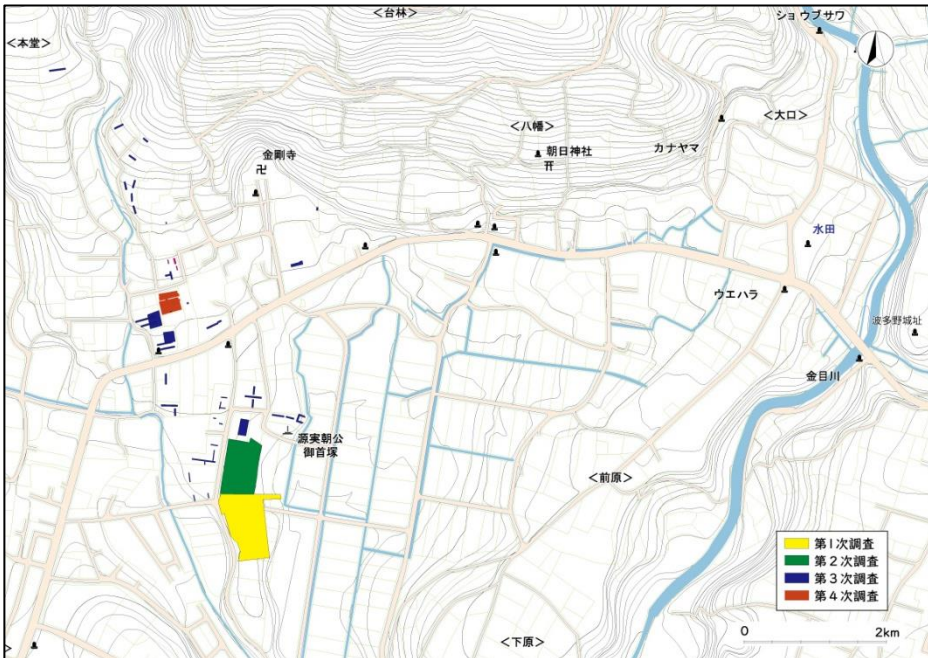 <台林>
ショウブサワ
<本堂>
<大口>
<八幡>
カナヤマ
朝日神社
金剛寺
卍
水田
ウエハラ
波多野城址
金目川
源実朝公
御首塚
<前原>
第1次調査
第2次調査
第3次調査
第4次調査
0 2km
<下原>
>